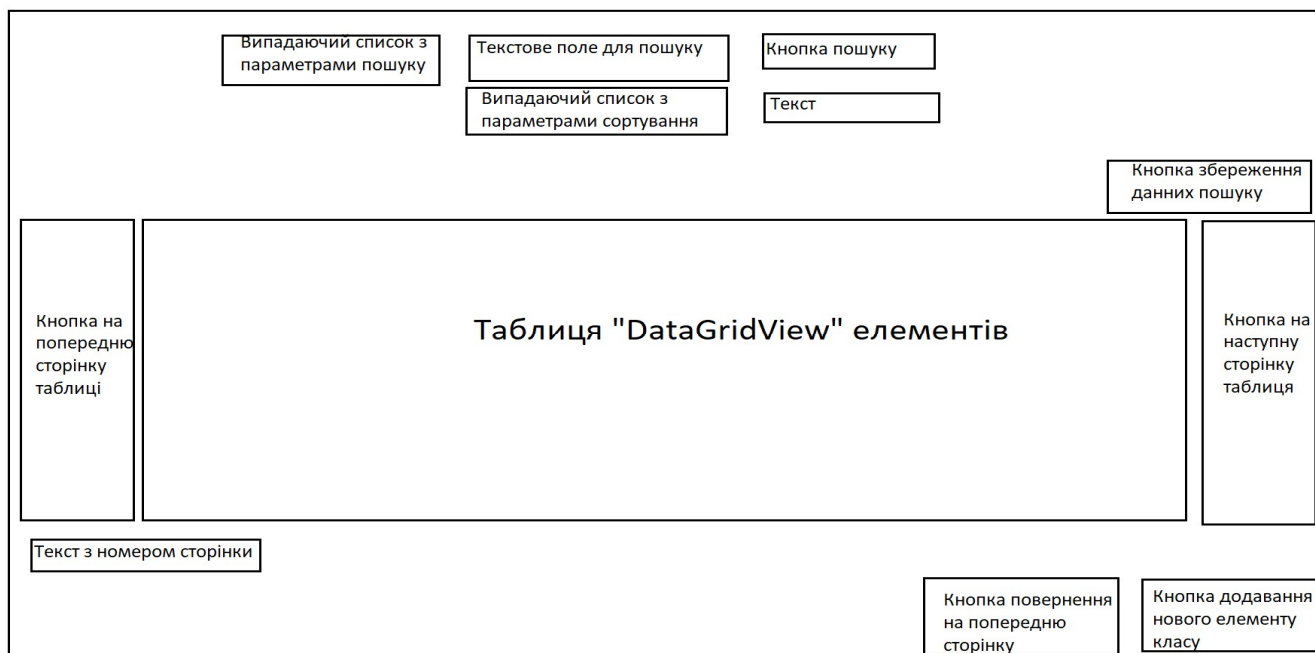 Випадаючий список з
параметрами пошуку
Текстове поле для пошуку
Кнопка пошуку
Випадаючий список з
параметрами сортування
Текст
Кнопка збереження
данних пошуку
Кнопка на
попередню
сторінку
таблиці
Таблиця "DataGridView" елементів
Кнопка на
наступну
сторінку
таблиця
Текст з номером сторінки
Кнопка повернення
на попередню
сторінку
Кнопка додавання
нового елементу
класу